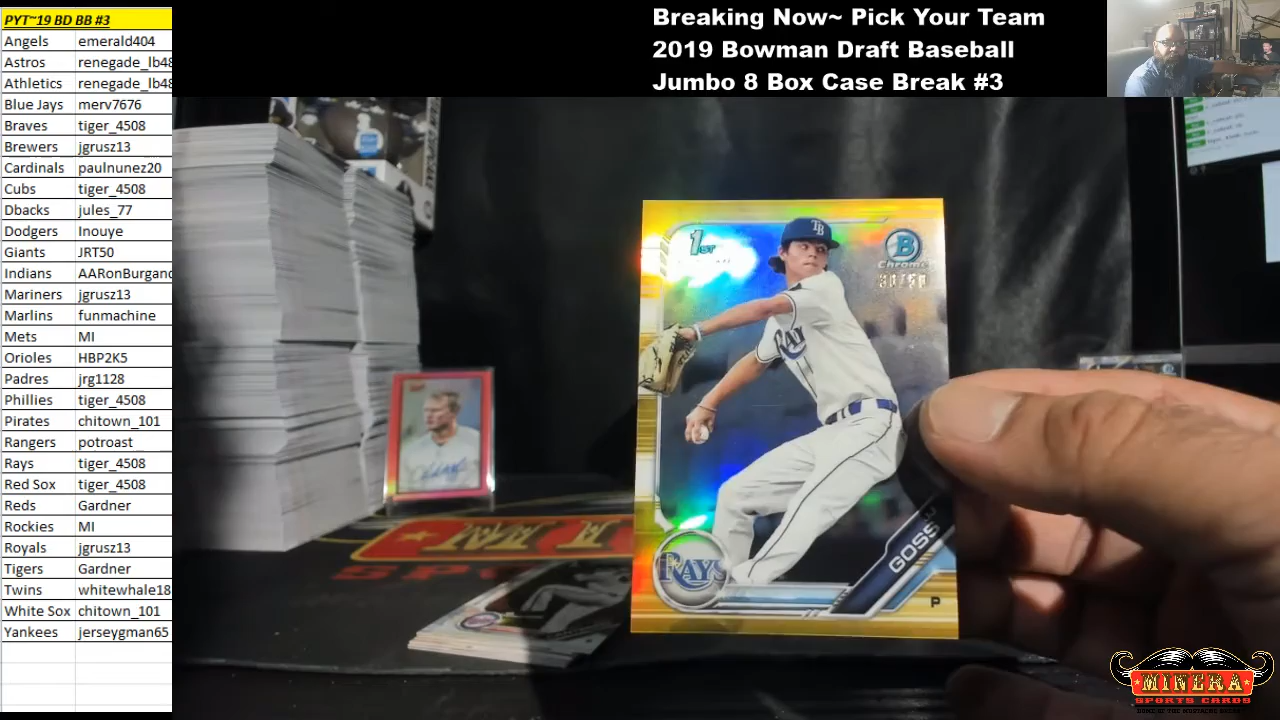 PYT~19 BD BB #3
Angels emerald404
Astros renegade_lb48
Athletics renegade_lb48
Blue Jays merv7676
Braves tiger_4508
Brewers jgrusz13
Cardinals paulnunez20
Cubs tiger_4508
Dbacks jules_77
Dodgers Inouye
Giants JRT50
Indians AARonBurgano
Mariners jgrusz13
Marlins funmachine
Mets MI
Orioles HBP2K5
Padres jrg1128
Phillies tiger_4508
Pirates chitown_101
Rangers potroast
Rays tiger_4508
Red Sox tiger_4508
Reds Gardner
Rockies MI
Royals jgrusz13
Tigers Gardner
Twins whitewhale18
White Sox chitown_101
Yankees jerseygman65
Breaking Now~ Pick Your Team
2019 Bowman Draft Baseball
Jumbo 8 Box Case Break #3
1ST
B
Chrome
TB
RAYS
GOSS
P
MINERA
SPORTS CARDS